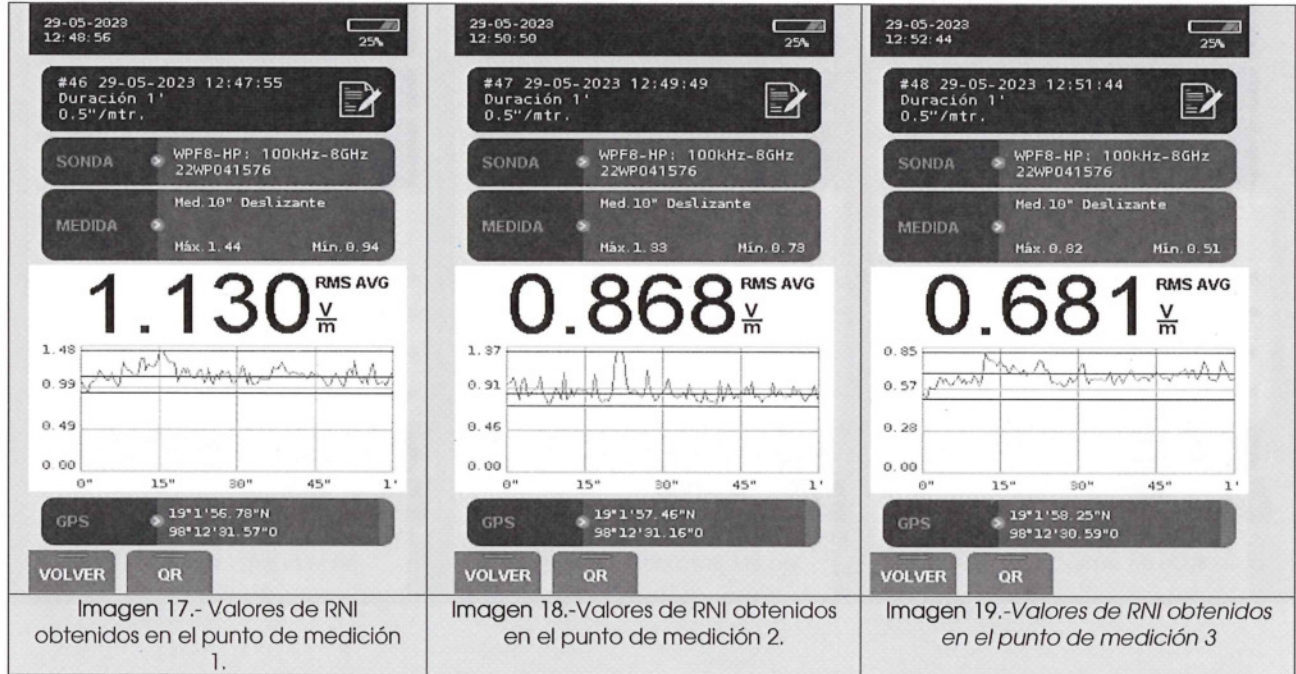 29-05-2023
12:48:56
25%
#46 29-05-2023 12:47:55
Duración 1'
0.5"/mtr.
SONDA
WPF8-HP: 100kHz-8GHz
22WP041576
MEDIDA
Med.10" Deslizante
Máx.1.44 Mín.0.94
1.130 RMS AVG
V/m
1.48
0.99
0.49
0.00
0" 15" 30" 45" 1'
GPS
19°1'56.78"N
98°12'31.57"O
VOLVER QR
Imagen 17.- Valores de RNI
obtenidos en el punto de medición
1.
29-05-2023
12:50:50
25%
#47 29-05-2023 12:49:49
Duración 1'
0.5"/mtr.
SONDA
WPF8-HP: 100kHz-8GHz
22WP041576
MEDIDA
Med.10" Deslizante
Máx.1.33 Mín.0.73
0.868 RMS AVG
V/m
1.37
0.91
0.46
0.00
0" 15" 30" 45" 1'
GPS
19°1'57.46"N
98°12'31.16"O
VOLVER QR
Imagen 18.-Valores de RNI obtenidos
en el punto de medición 2.
29-05-2023
12:52:44
25%
#48 29-05-2023 12:51:44
Duración 1'
0.5"/mtr.
SONDA
WPF8-HP: 100kHz-8GHz
22WP041576
MEDIDA
Med.10" Deslizante
Máx.0.82 Mín.0.51
0.681 RMS AVG
V/m
0.85
0.57
0.28
0.00
0" 15" 30" 45" 1'
GPS
19°1'58.25"N
98°12'30.59"O
VOLVER QR
Imagen 19.-Valores de RNI obtenidos
en el punto de medición 3